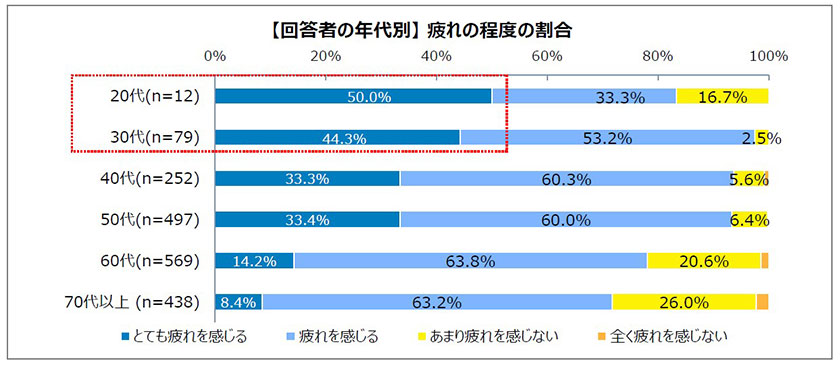 【回答者の年代別】疲れの程度の割合
0% 20% 40% 60% 80% 100%
20代(n=12) 50.0% 33.3% 16.7%
30代(n=79) 44.3% 53.2% 2.5%
40代(n=252) 33.3% 60.3% 5.6%
50代(n=497) 33.4% 60.0% 6.4%
60代(n=569) 14.2% 63.8% 20.6%
70代以上 (n=438) 8.4% 63.2% 26.0%
とても疲れを感じる 疲れを感じる あまり疲れを感じない 全く疲れを感じない